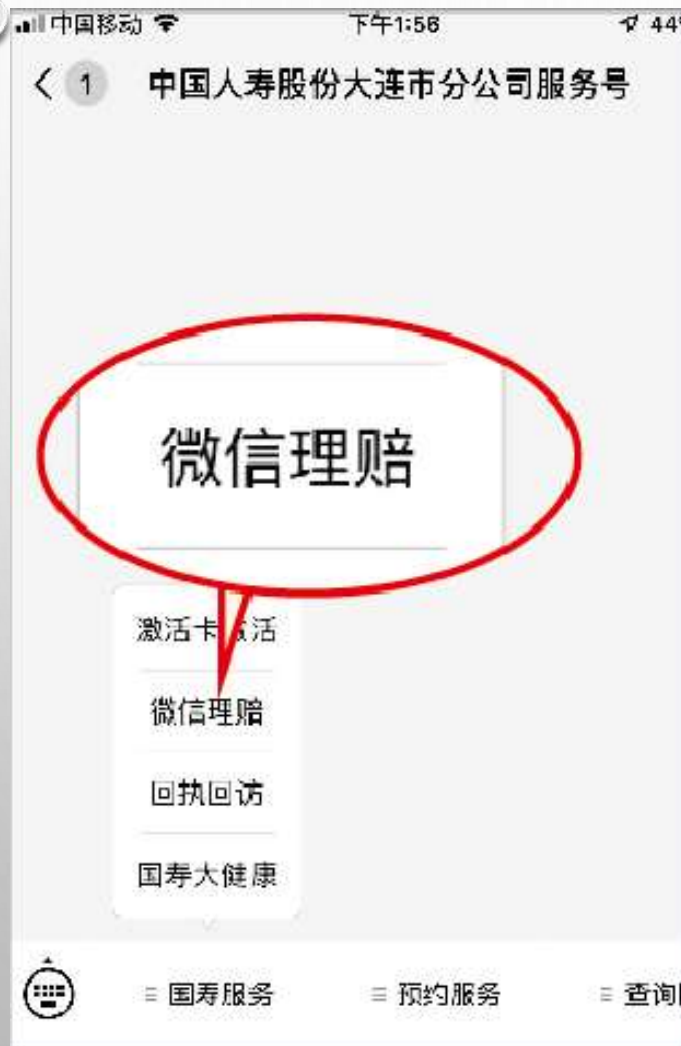 中国移动 下午1:56 44
< 1 中国人寿股份大连市分公司服务号
微信理赔
激活卡 活
微信理赔
回执回访
国寿大健康
国寿服务 预约服务 查询